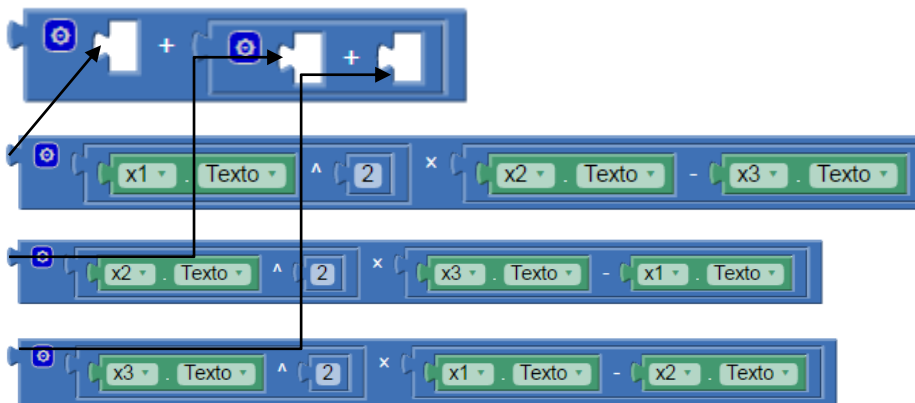 + +
x1 . Texto ^ 2 × x2 . Texto - x3 . Texto
x2 . Texto ^ 2 × x3 . Texto - x1 . Texto
x3 . Texto ^ 2 × x1 . Texto - x2 . Texto